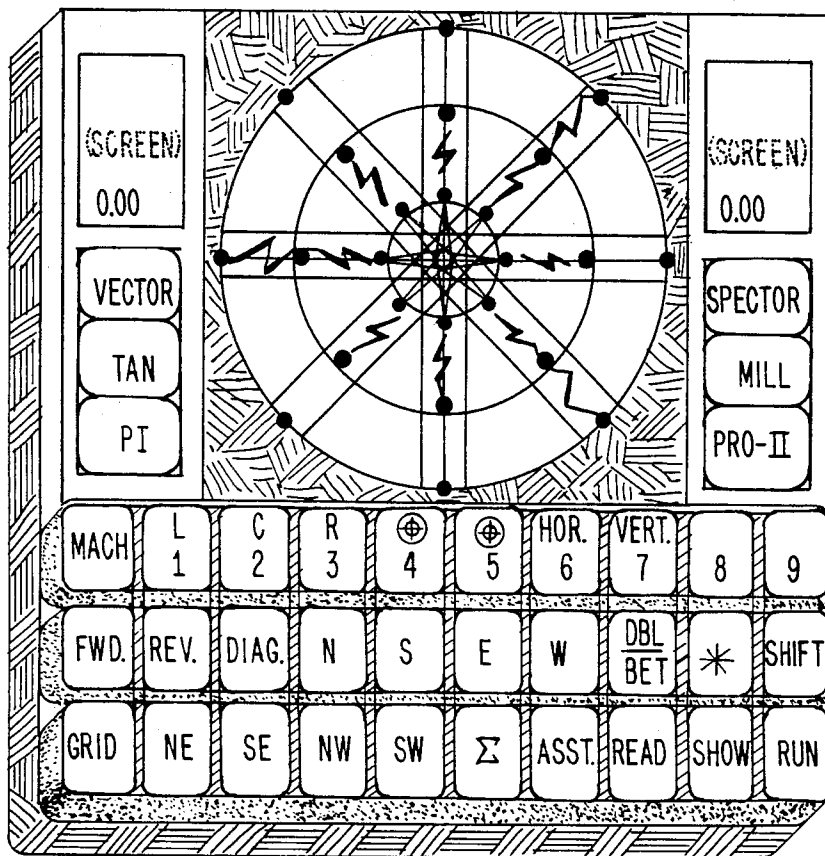 (SCREEN)
0.00
VECTOR
TAN
PI
(SCREEN)
0.00
SPECTOR
MILL
PRO-II
MACH L 1 C 2 R 3 4 5 HOR. 6 VERT. 7 8 9
FWD. REV. DIAG. N S E W DBL BET * SHIFT
GRID NE SE NW SW Σ ASST. READ SHOW RUN